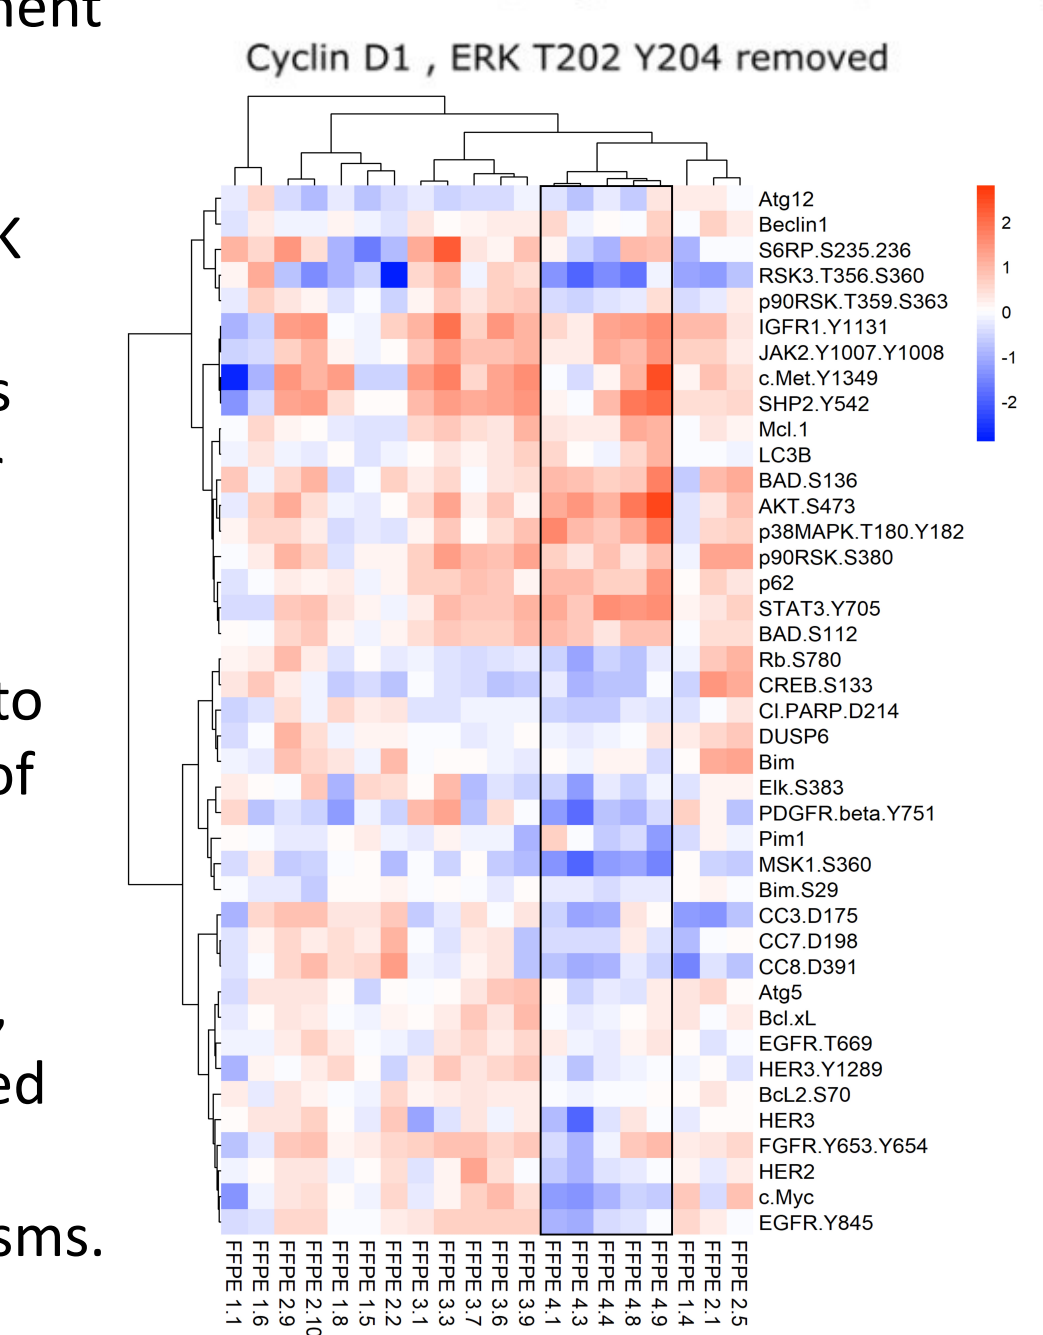 nent
Cyclin D1 , ERK T202 Y204 removed
K
s
to
of
,
ed
sms.
Atg12
Beclin1
S6RP.S235.236
RSK3.T356.S360
p90RSK.T359.S363
IGFR1.Y1131
JAK2.Y1007.Y1008
c.Met.Y1349
SHP2.Y542
Mcl.1
LC3B
BAD.S136
AKT.S473
p38MAPK.T180.Y182
p90RSK.S380
p62
STAT3.Y705
BAD.S112
Rb.S780
CREB.S133
Cl.PARP.D214
DUSP6
Bim
Elk.S383
PDGFR.beta.Y751
Pim1
MSK1.S360
Bim.S29
CC3.D175
CC7.D198
CC8.D391
Atg5
Bcl.xL
EGFR.T669
HER3.Y1289
BcL2.S70
HER3
FGFR.Y653.Y654
HER2
c.Myc
EGFR.Y845
2
1
0
-1
-2
FFPE 1.1
FFPE 1.6
FFPE 2.9
FFPE 2.10
FFPE 1.8
FFPE 1.5
FFPE 2.2
FFPE 3.1
FFPE 3.3
FFPE 3.7
FFPE 3.6
FFPE 3.9
FFPE 4.1
FFPE 4.3
FFPE 4.4
FFPE 4.8
FFPE 4.9
FFPE 1.4
FFPE 2.1
FFPE 2.5